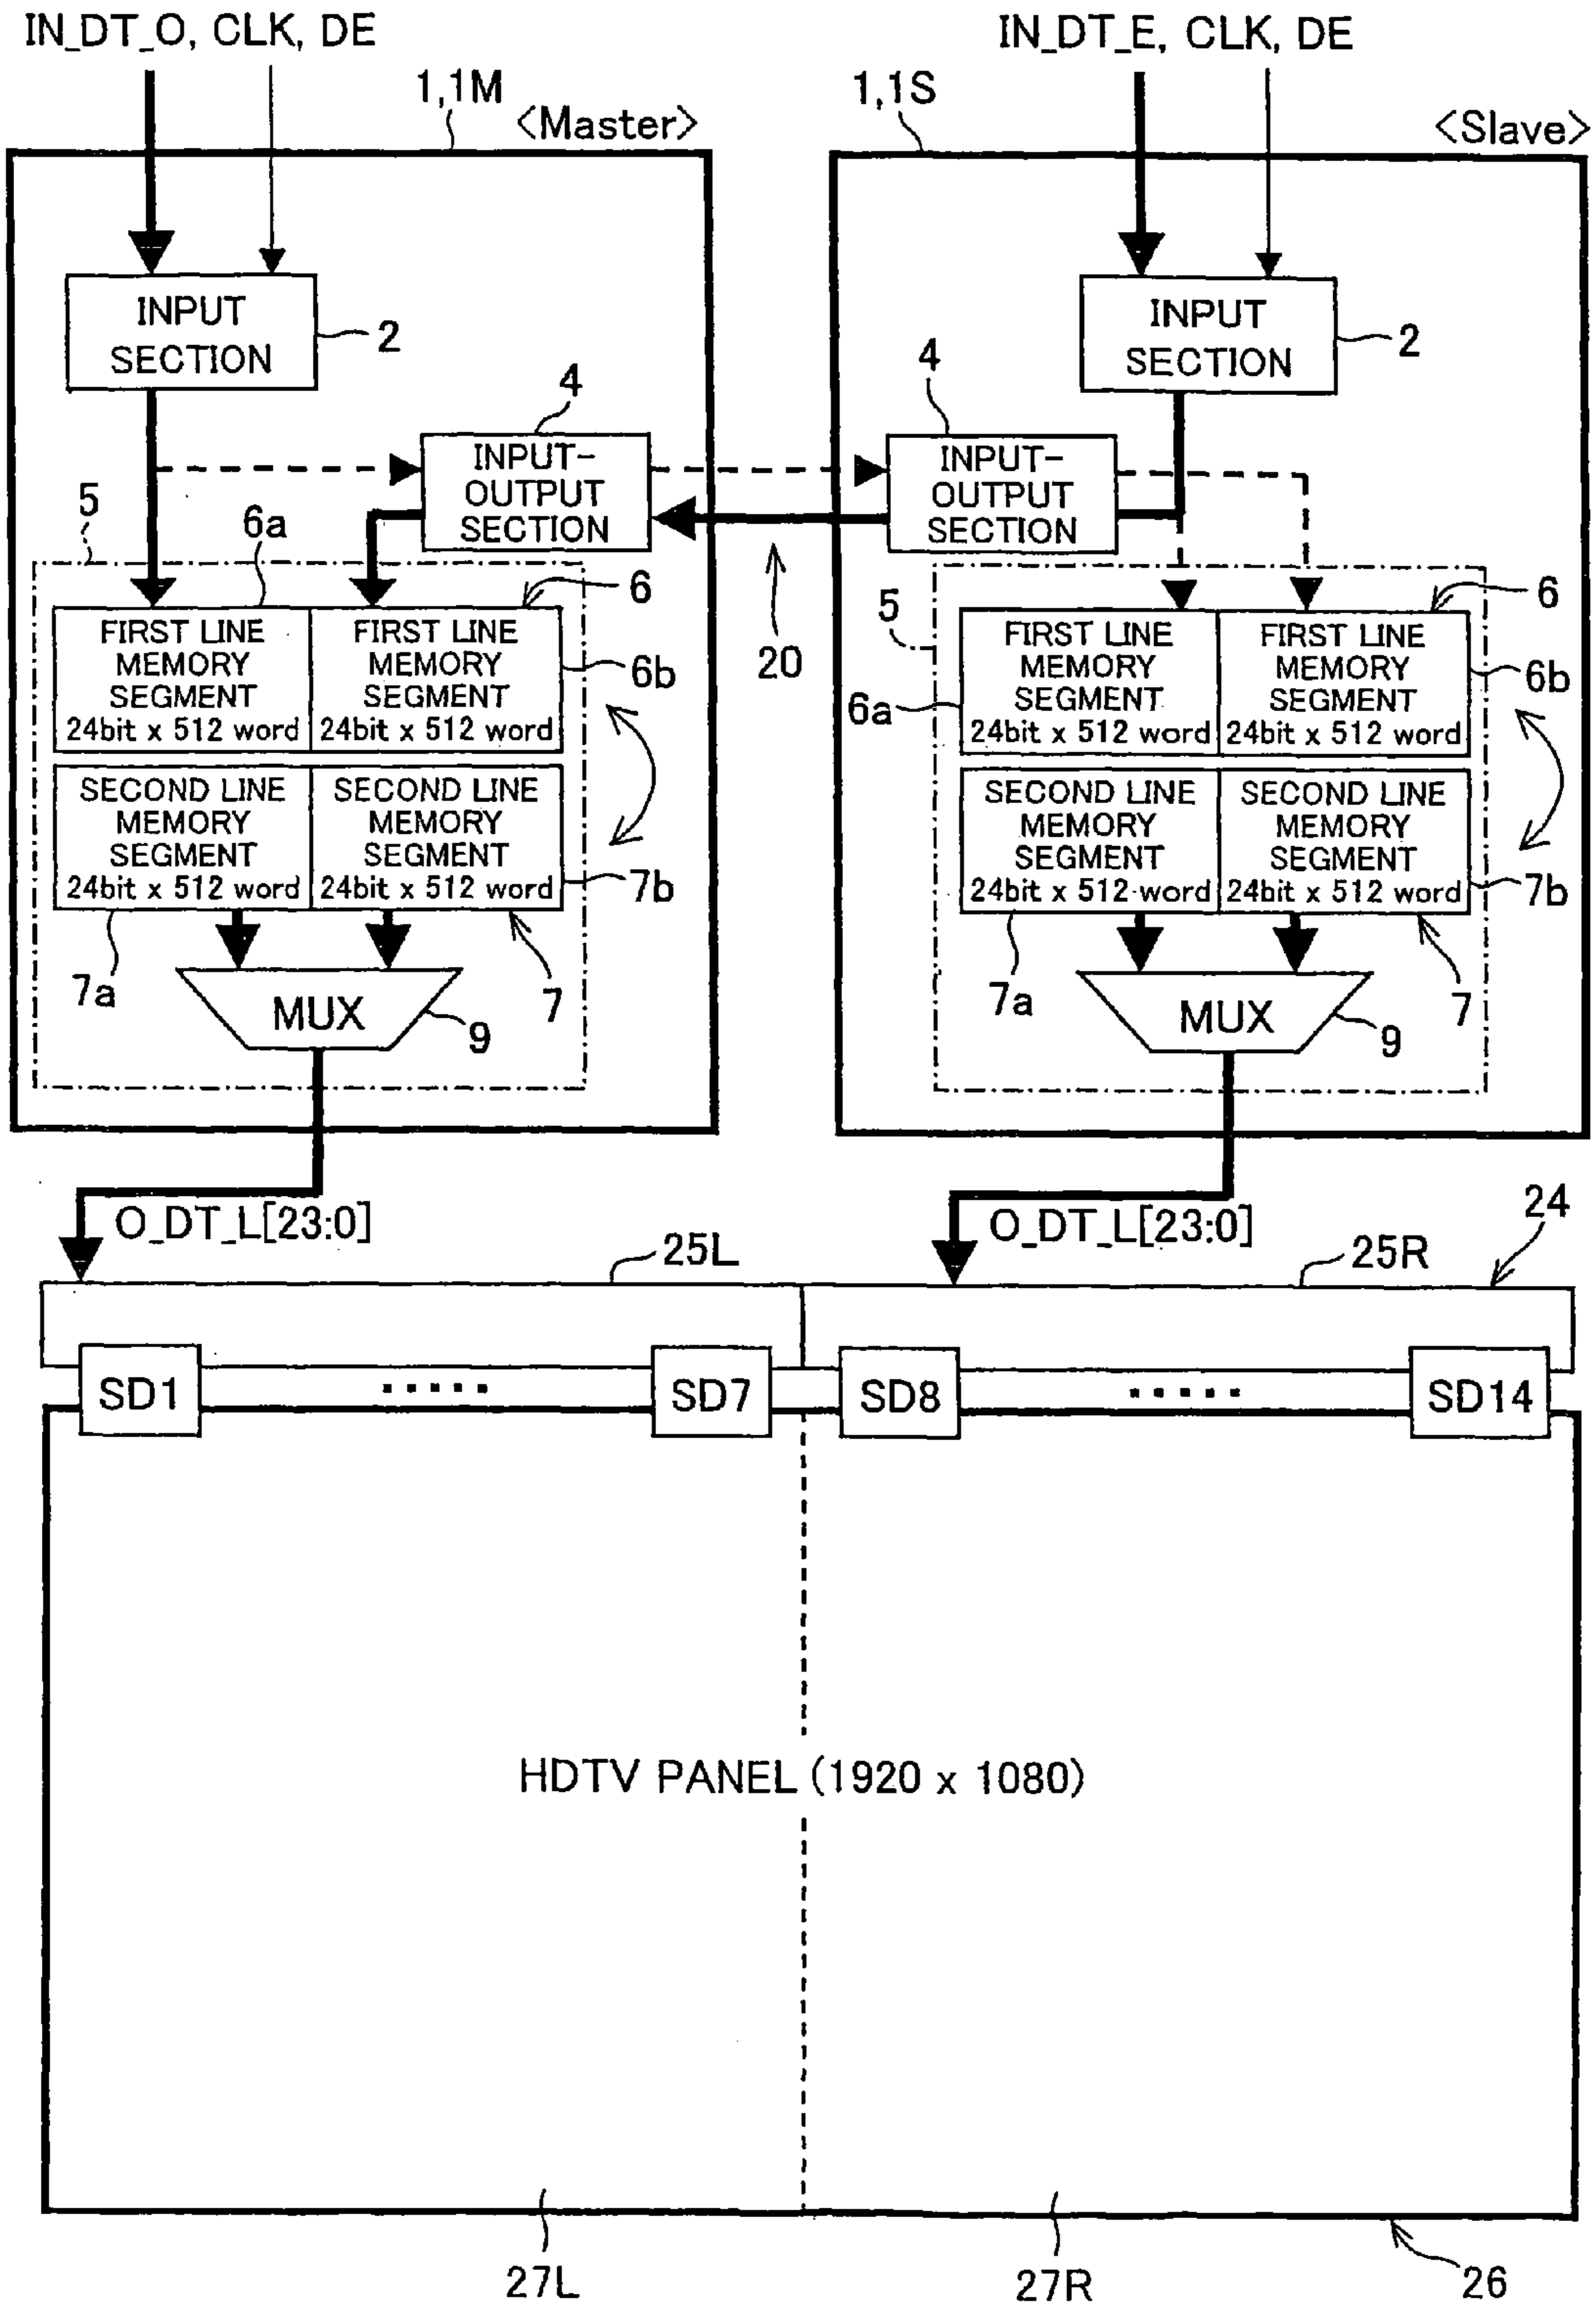 IN_DT_O, CLK, DE
IN_DT_E, CLK, DE
1,1M
<Master>
1,1S
<Slave>
INPUT
SECTION
2
INPUT
SECTION
2
4
INPUT-
OUTPUT
SECTION
4
INPUT-
OUTPUT
SECTION
5
6a
6
20
5
6
6a
FIRST LINE
MEMORY
SEGMENT
24bit x 512 word
FIRST LINE
MEMORY
SEGMENT
24bit x 512 word
6b
FIRST LINE
MEMORY
SEGMENT
24bit x 512 word
FIRST LINE
MEMORY
SEGMENT
24bit x 512 word
6b
SECOND LINE
MEMORY
SEGMENT
24bit x 512 word
SECOND LINE
MEMORY
SEGMENT
24bit x 512 word
7b
SECOND LINE
MEMORY
SEGMENT
24bit x 512 word
SECOND LINE
MEMORY
SEGMENT
24bit x 512 word
7b
7a
MUX
9
7
7a
MUX
9
7
O_DT_L[23:0]
O_DT_L[23:0]
24
25L
25R
SD1
.....
SD7
SD8
.....
SD14
HDTV PANEL (1920 x 1080)
27L
27R
26